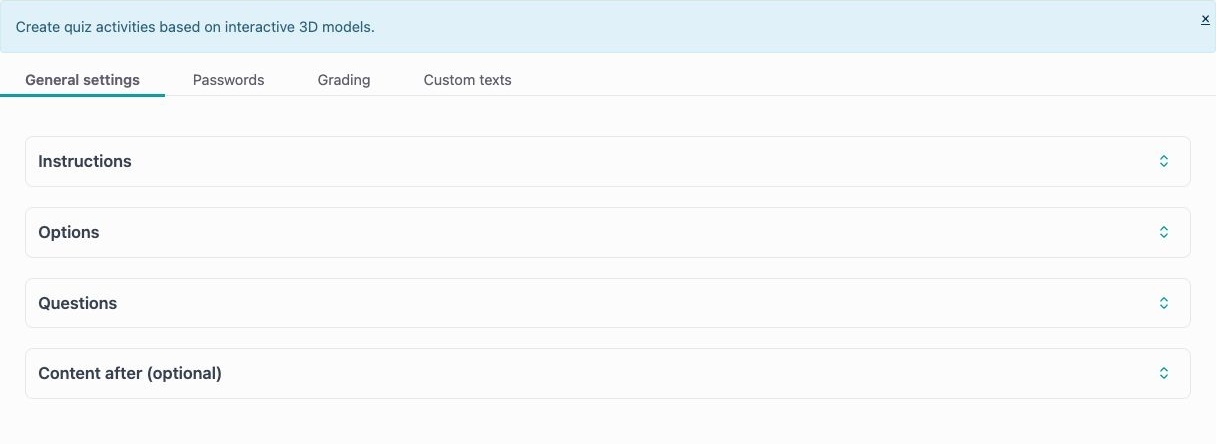 Create quiz activities based on interactive 3D models.
x
General settings Passwords Grading Custom texts
Instructions
Options
Questions
Content after (optional)